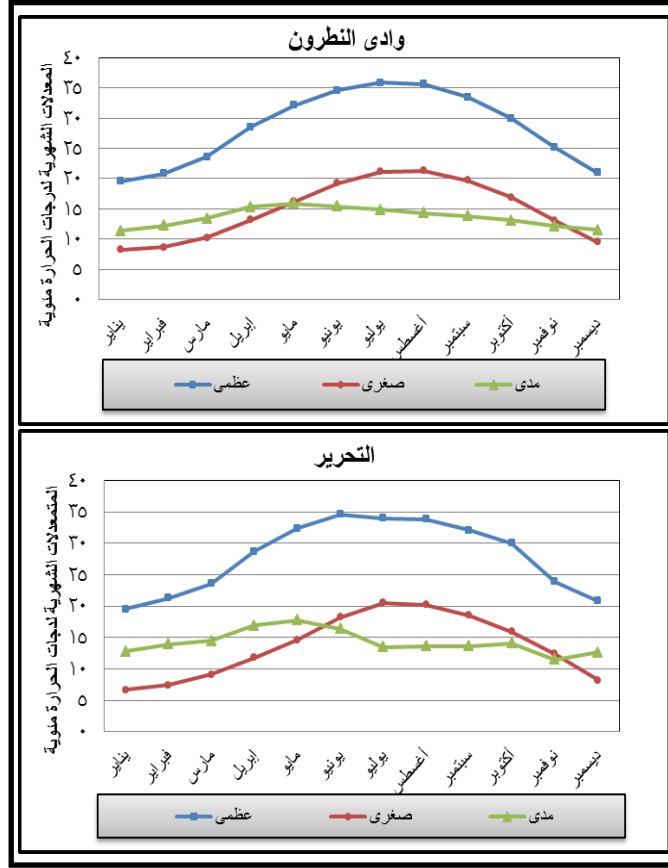 وادى النطرون
المعدلات الشهرية لدرجات الحرارة مئوية
٤٠
٣٥
٣٠
٢٥
٢٠
١٥
١٠
٥
٠
يناير
فبراير
مارس
إبريل
مايو
يونيو
يوليو
أغسطس
سبتمبر
أكتوبر
نوفمبر
ديسمبر
عظمى صغرى مدى
التحرير
المتمعدلات الشهرية لدجات الحرارة مئوية
٤٠
٣٥
٣٠
٢٥
٢٠
١٥
١٠
٥
٠
يناير
فبراير
مارس
إبريل
مايو
يونيو
يوليو
أغسطس
سبتمبر
أكتوبر
نوفمبر
ديسمبر
عظمى صغرى مدى